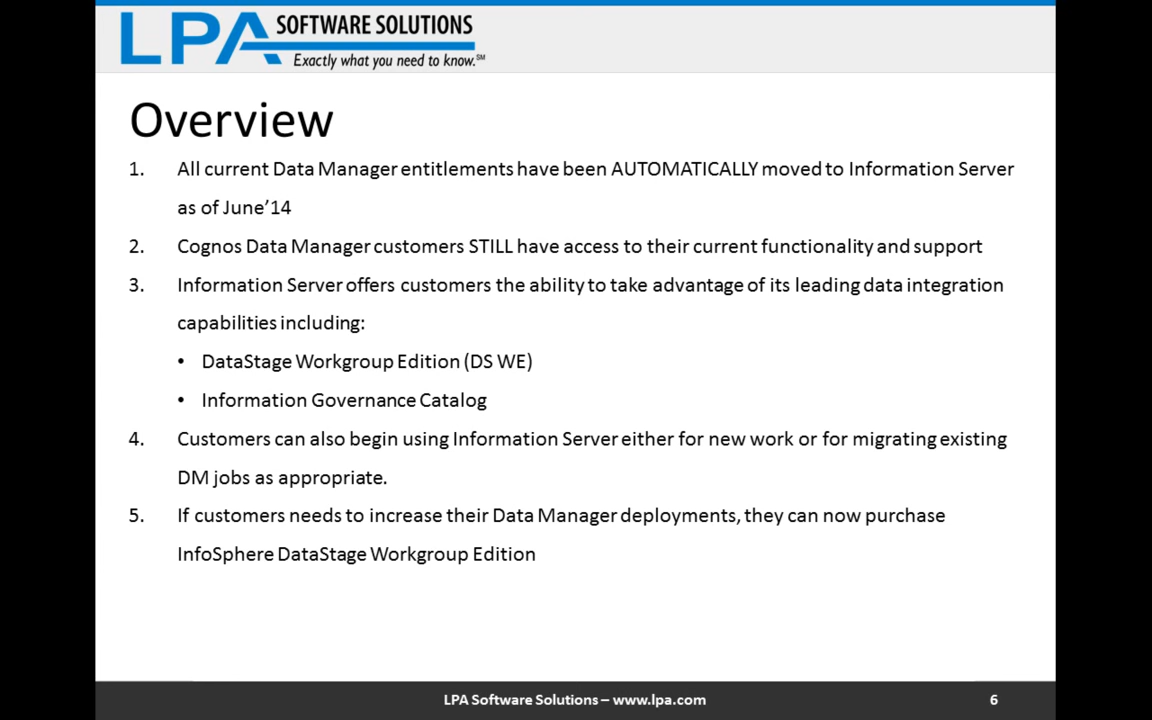 LPA SOFTWARE SOLUTIONS
Exactly what you need to know.℠
Overview
1. All current Data Manager entitlements have been AUTOMATICALLY moved to Information Server
as of June'14
2. Cognos Data Manager customers STILL have access to their current functionality and support
3. Information Server offers customers the ability to take advantage of its leading data integration
capabilities including:
• DataStage Workgroup Edition (DS WE)
• Information Governance Catalog
4. Customers can also begin using Information Server either for new work or for migrating existing
DM jobs as appropriate.
5. If customers needs to increase their Data Manager deployments, they can now purchase
InfoSphere DataStage Workgroup Edition
LPA Software Solutions – www.lpa.com 6